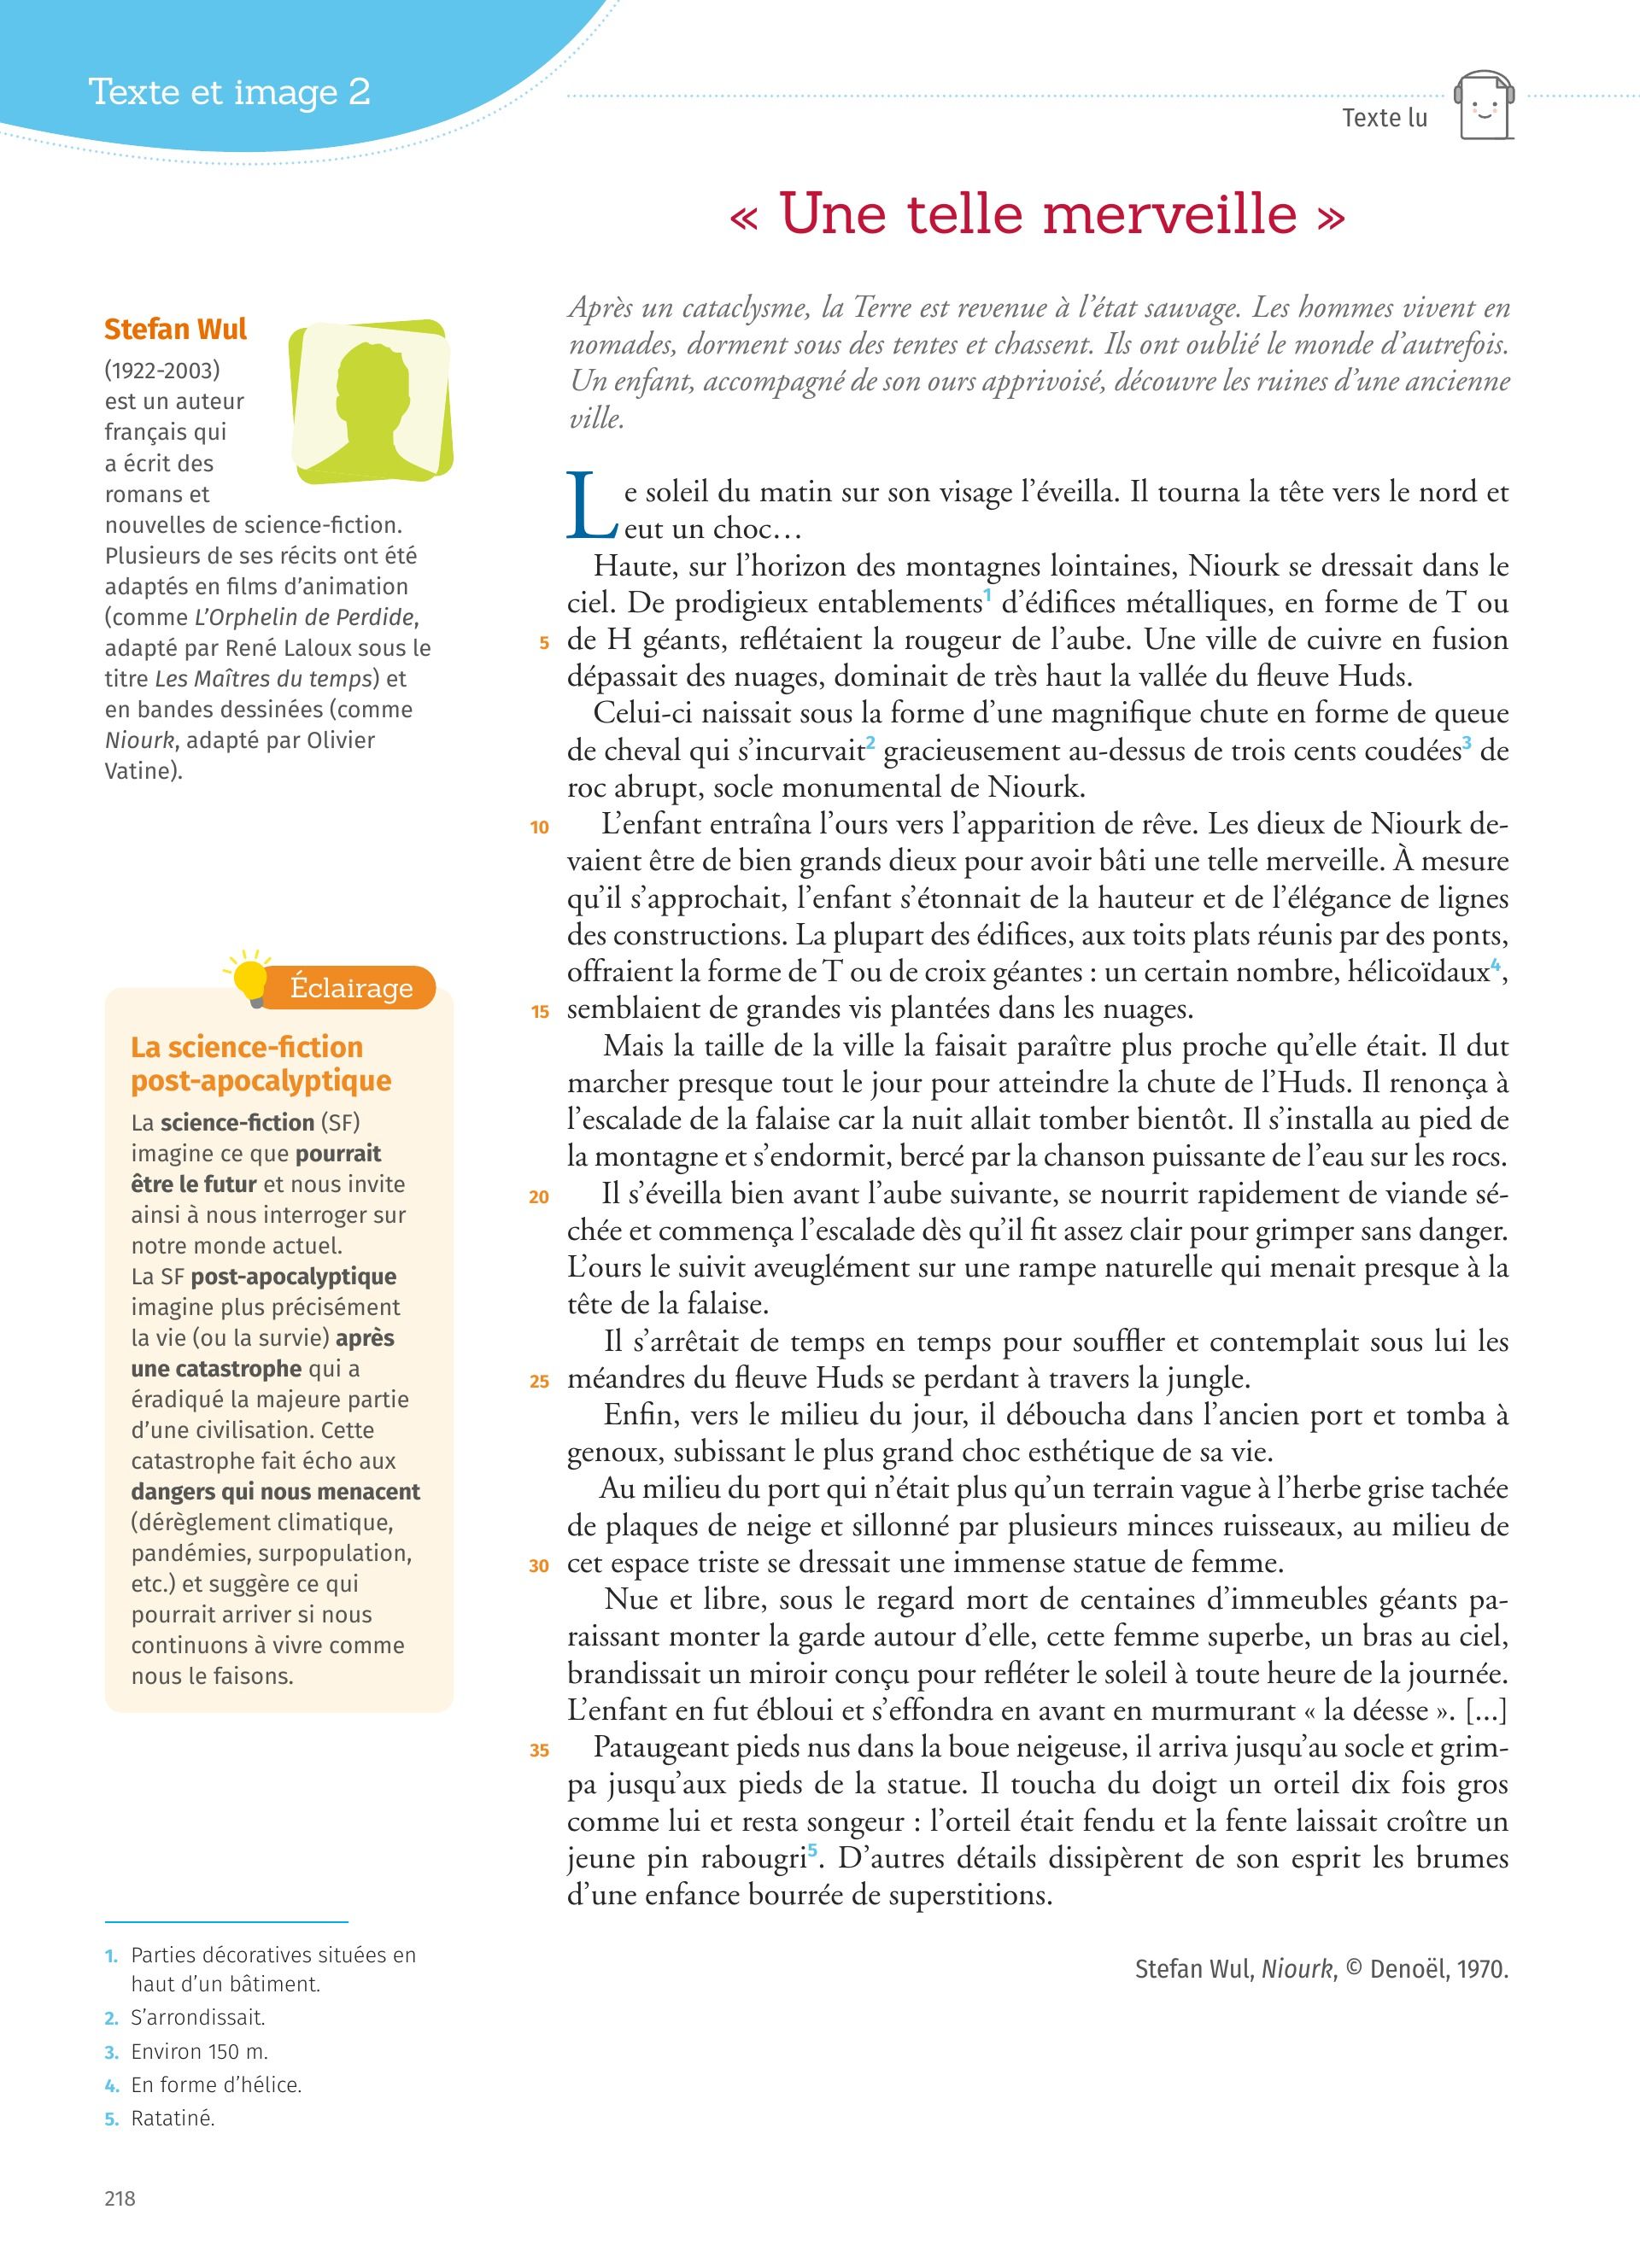 Texte et image 2
Texte lu
« Une telle merveille »
Stefan Wul
(1922-2003)
est un auteur
français qui
a écrit des
romans et
nouvelles de science-fiction.
Plusieurs de ses récits ont été
adaptés en films d’animation
(comme L’Orphelin de Perdide,
adapté par René Laloux sous le
titre Les Maîtres du temps) et
en bandes dessinées (comme
Niourk, adapté par Olivier
Vatine).
Éclairage
La science-fiction
post-apocalyptique
La science-fiction (SF)
imagine ce que pourrait
être le futur et nous invite
ainsi à nous interroger sur
notre monde actuel.
La SF post-apocalyptique
imagine plus précisément
la vie (ou la survie) après
une catastrophe qui a
éradiqué la majeure partie
d’une civilisation. Cette
catastrophe fait écho aux
dangers qui nous menacent
(dérèglement climatique,
pandémies, surpopulation,
etc.) et suggère ce qui
pourrait arriver si nous
continuons à vivre comme
nous le faisons.
Après un cataclysme, la Terre est revenue à l’état sauvage. Les hommes vivent en
nomades, dorment sous des tentes et chassent. Ils ont oublié le monde d’autrefois.
Un enfant, accompagné de son ours apprivoisé, découvre les ruines d’une ancienne
ville.
Le soleil du matin sur son visage l’éveilla. Il tourna la tête vers le nord et
eut un choc…
Haute, sur l’horizon des montagnes lointaines, Niourk se dressait dans le
ciel. De prodigieux entablements1 d’édifices métalliques, en forme de T ou
5 de H géants, reflétaient la rougeur de l’aube. Une ville de cuivre en fusion
dépassait des nuages, dominait de très haut la vallée du fleuve Huds.
Celui-ci naissait sous la forme d’une magnifique chute en forme de queue
de cheval qui s’incurvait2 gracieusement au-dessus de trois cents coudées3 de
roc abrupt, socle monumental de Niourk.
10 L’enfant entraîna l’ours vers l’apparition de rêve. Les dieux de Niourk de-
vaient être de bien grands dieux pour avoir bâti une telle merveille. À mesure
qu’il s’approchait, l’enfant s’étonnait de la hauteur et de l’élégance de lignes
des constructions. La plupart des édifices, aux toits plats réunis par des ponts,
offraient la forme de T ou de croix géantes : un certain nombre, hélicoïdaux4,
15 semblaient de grandes vis plantées dans les nuages.
Mais la taille de la ville la faisait paraître plus proche qu’elle était. Il dut
marcher presque tout le jour pour atteindre la chute de l’Huds. Il renonça à
l’escalade de la falaise car la nuit allait tomber bientôt. Il s’installa au pied de
la montagne et s’endormit, bercé par la chanson puissante de l’eau sur les rocs.
20 Il s’éveilla bien avant l’aube suivante, se nourrit rapidement de viande sé-
chée et commença l’escalade dès qu’il fit assez clair pour grimper sans danger.
L’ours le suivit aveuglément sur une rampe naturelle qui menait presque à la
tête de la falaise.
Il s’arrêtait de temps en temps pour souffler et contemplait sous lui les
25 méandres du fleuve Huds se perdant à travers la jungle.
Enfin, vers le milieu du jour, il déboucha dans l’ancien port et tomba à
genoux, subissant le plus grand choc esthétique de sa vie.
Au milieu du port qui n’était plus qu’un terrain vague à l’herbe grise tachée
de plaques de neige et sillonné par plusieurs minces ruisseaux, au milieu de
30 cet espace triste se dressait une immense statue de femme.
Nue et libre, sous le regard mort de centaines d’immeubles géants pa-
raissant monter la garde autour d’elle, cette femme superbe, un bras au ciel,
brandissait un miroir conçu pour refléter le soleil à toute heure de la journée.
L’enfant en fut ébloui et s’effondra en avant en murmurant « la déesse ». [...]
35 Pataugeant pieds nus dans la boue neigeuse, il arriva jusqu’au socle et grim-
pa jusqu’aux pieds de la statue. Il toucha du doigt un orteil dix fois gros
comme lui et resta songeur : l’orteil était fendu et la fente laissait croître un
jeune pin rabougri5. D’autres détails dissipèrent de son esprit les brumes
d’une enfance bourrée de superstitions.
Stefan Wul, Niourk, © Denoël, 1970.
1. Parties décoratives situées en
haut d’un bâtiment.
2. S’arrondissait.
3. Environ 150 m.
4. En forme d’hélice.
5. Ratatiné.
218